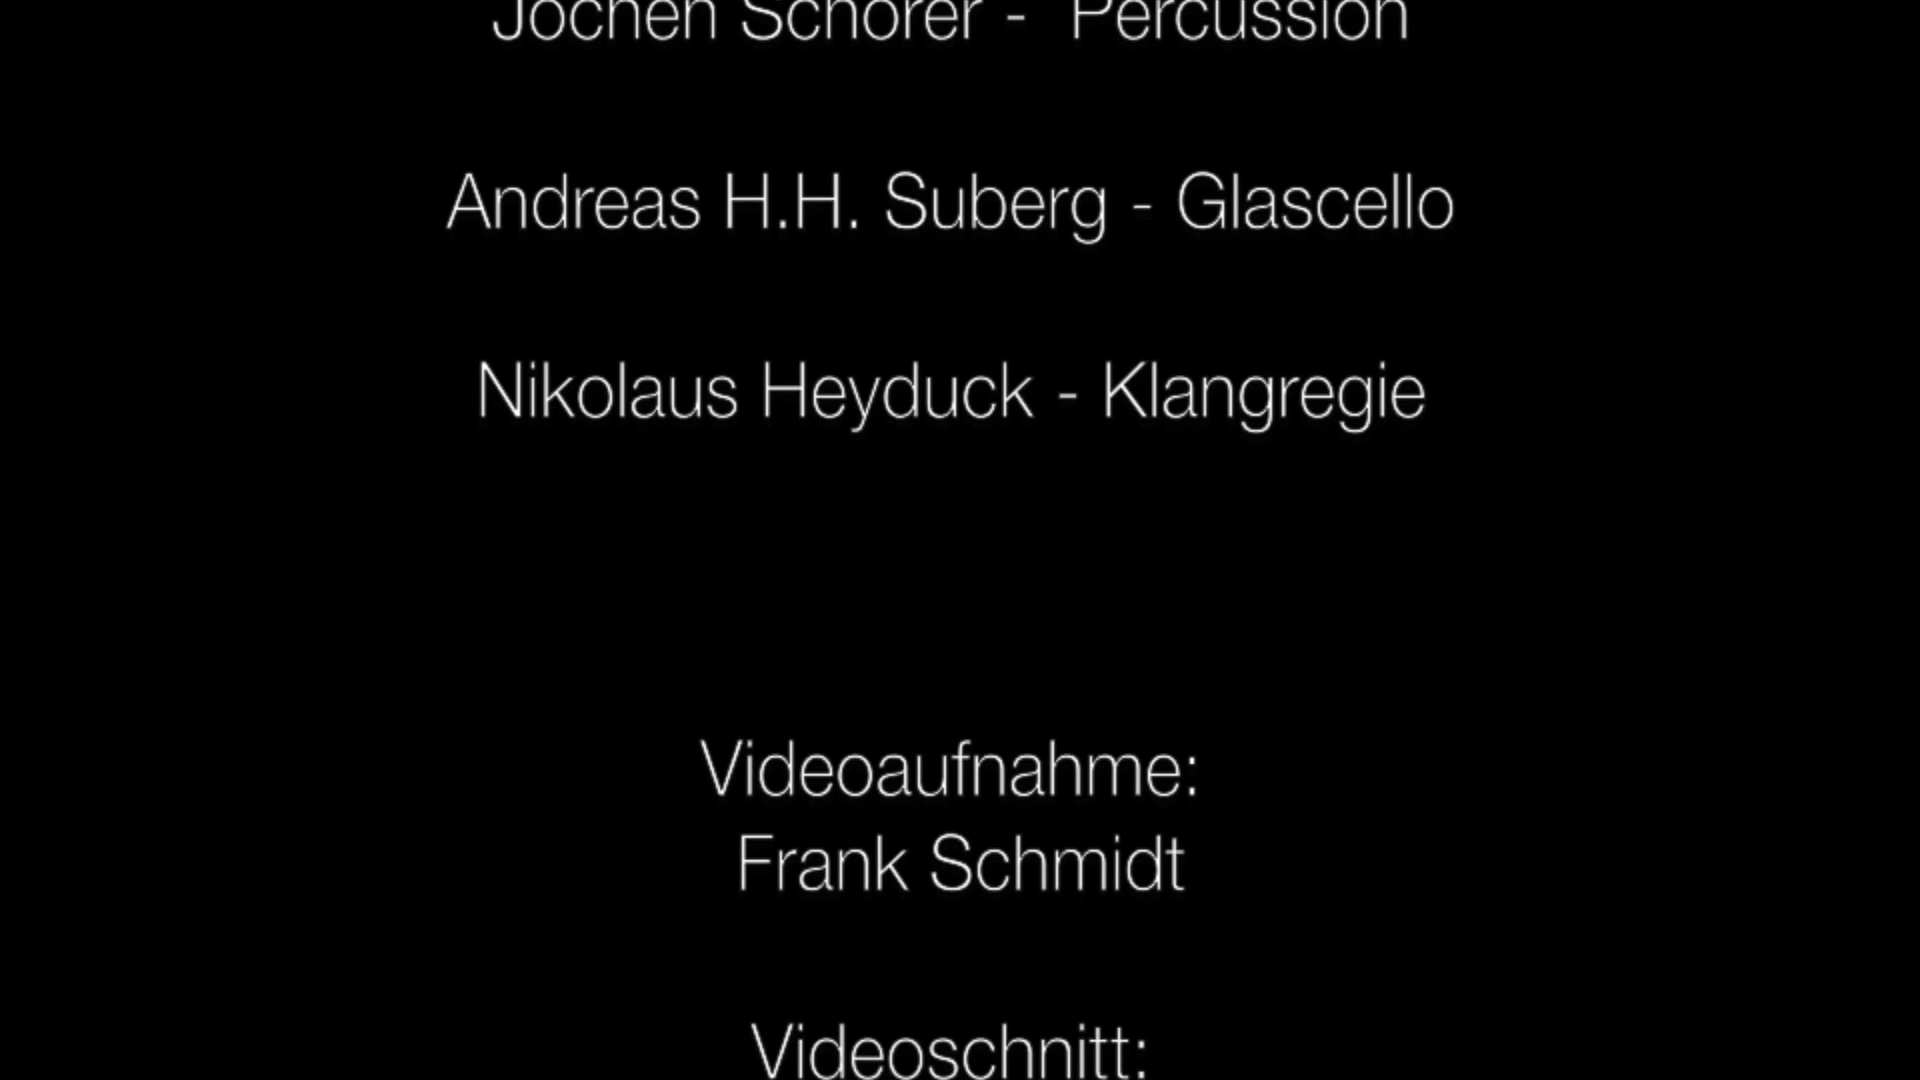 Jochen Schorer -  Percussion
Andreas H.H. Suberg - Glascello
Nikolaus Heyduck - Klangregie
Videoaufnahme:
Frank Schmidt
Videoschnitt: